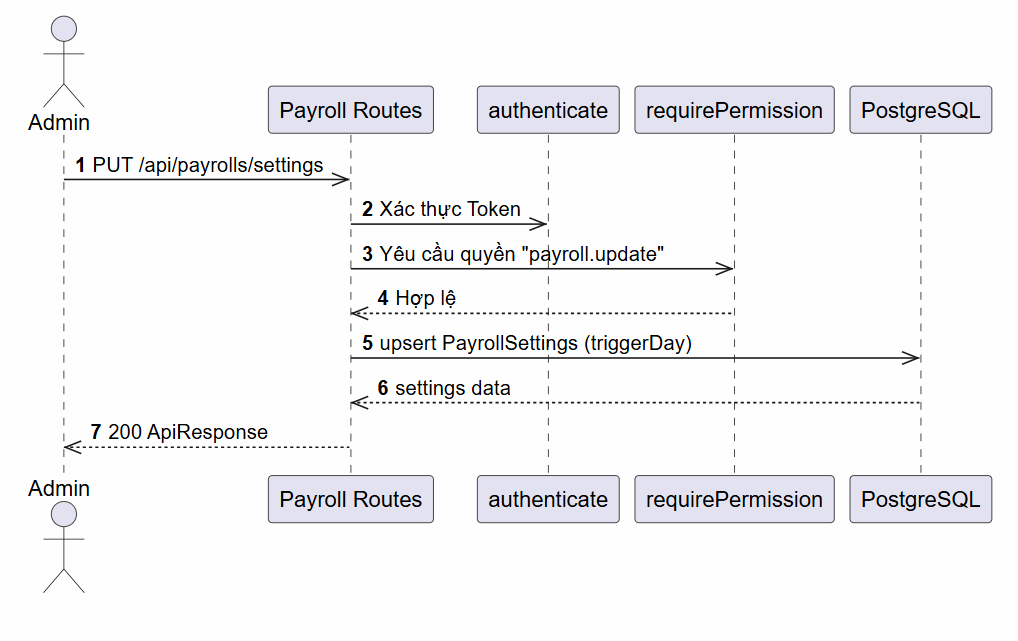 Admin
Payroll Routes
authenticate
requirePermission
PostgreSQL
1 PUT /api/payrolls/settings
2 Xác thực Token
3 Yêu cầu quyền "payroll.update"
4 Hợp lệ
5 upsert PayrollSettings (triggerDay)
6 settings data
7 200 ApiResponse
Admin
Payroll Routes
authenticate
requirePermission
PostgreSQL